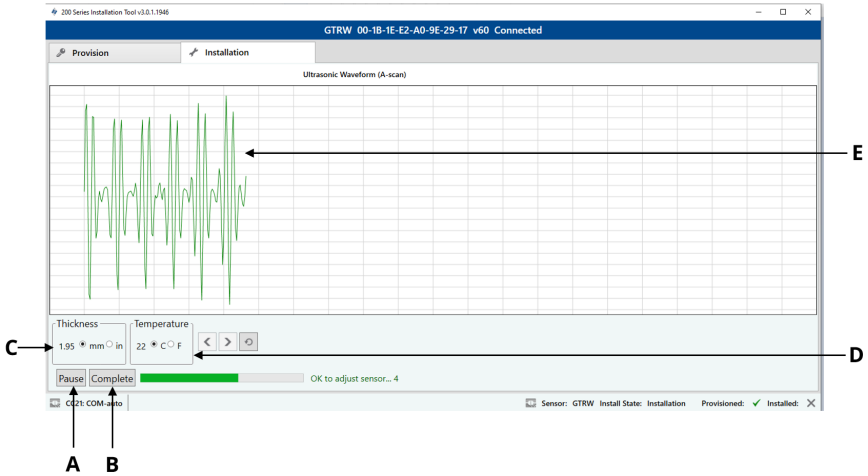 200 Series Installation Tool v3.0.1.1946
GTRW 00-1B-1E-E2-A0-9E-29-17 v60 Connected
Provision Installation
Ultrasonic Waveform (A-scan)
E
Thickness Temperature
1.95 mm in 22 C F
C
D
Pause Complete OK to adjust sensor... 4
CC21: COM-auto Sensor: GTRW Install State: Installation Provisioned: ✓ Installed: ✕
A B